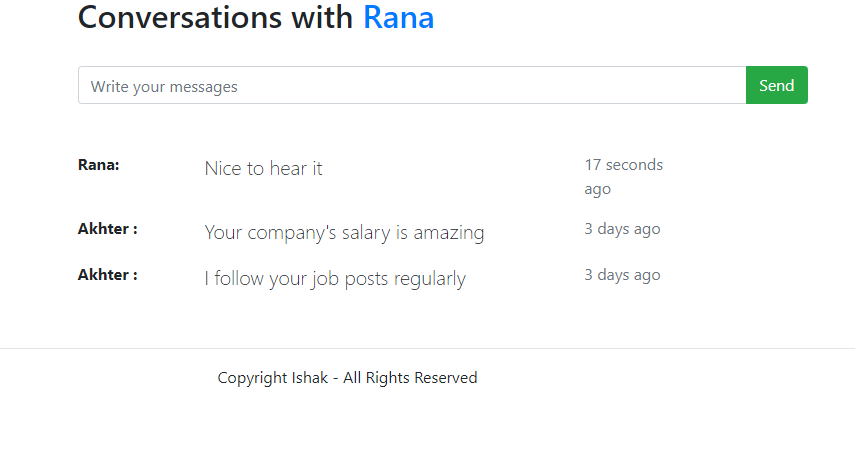 Conversations with Rana
Write your messages
Send
Rana:
Nice to hear it
17 seconds
ago
Akhter :
Your company's salary is amazing
3 days ago
Akhter :
I follow your job posts regularly
3 days ago
Copyright Ishak - All Rights Reserved